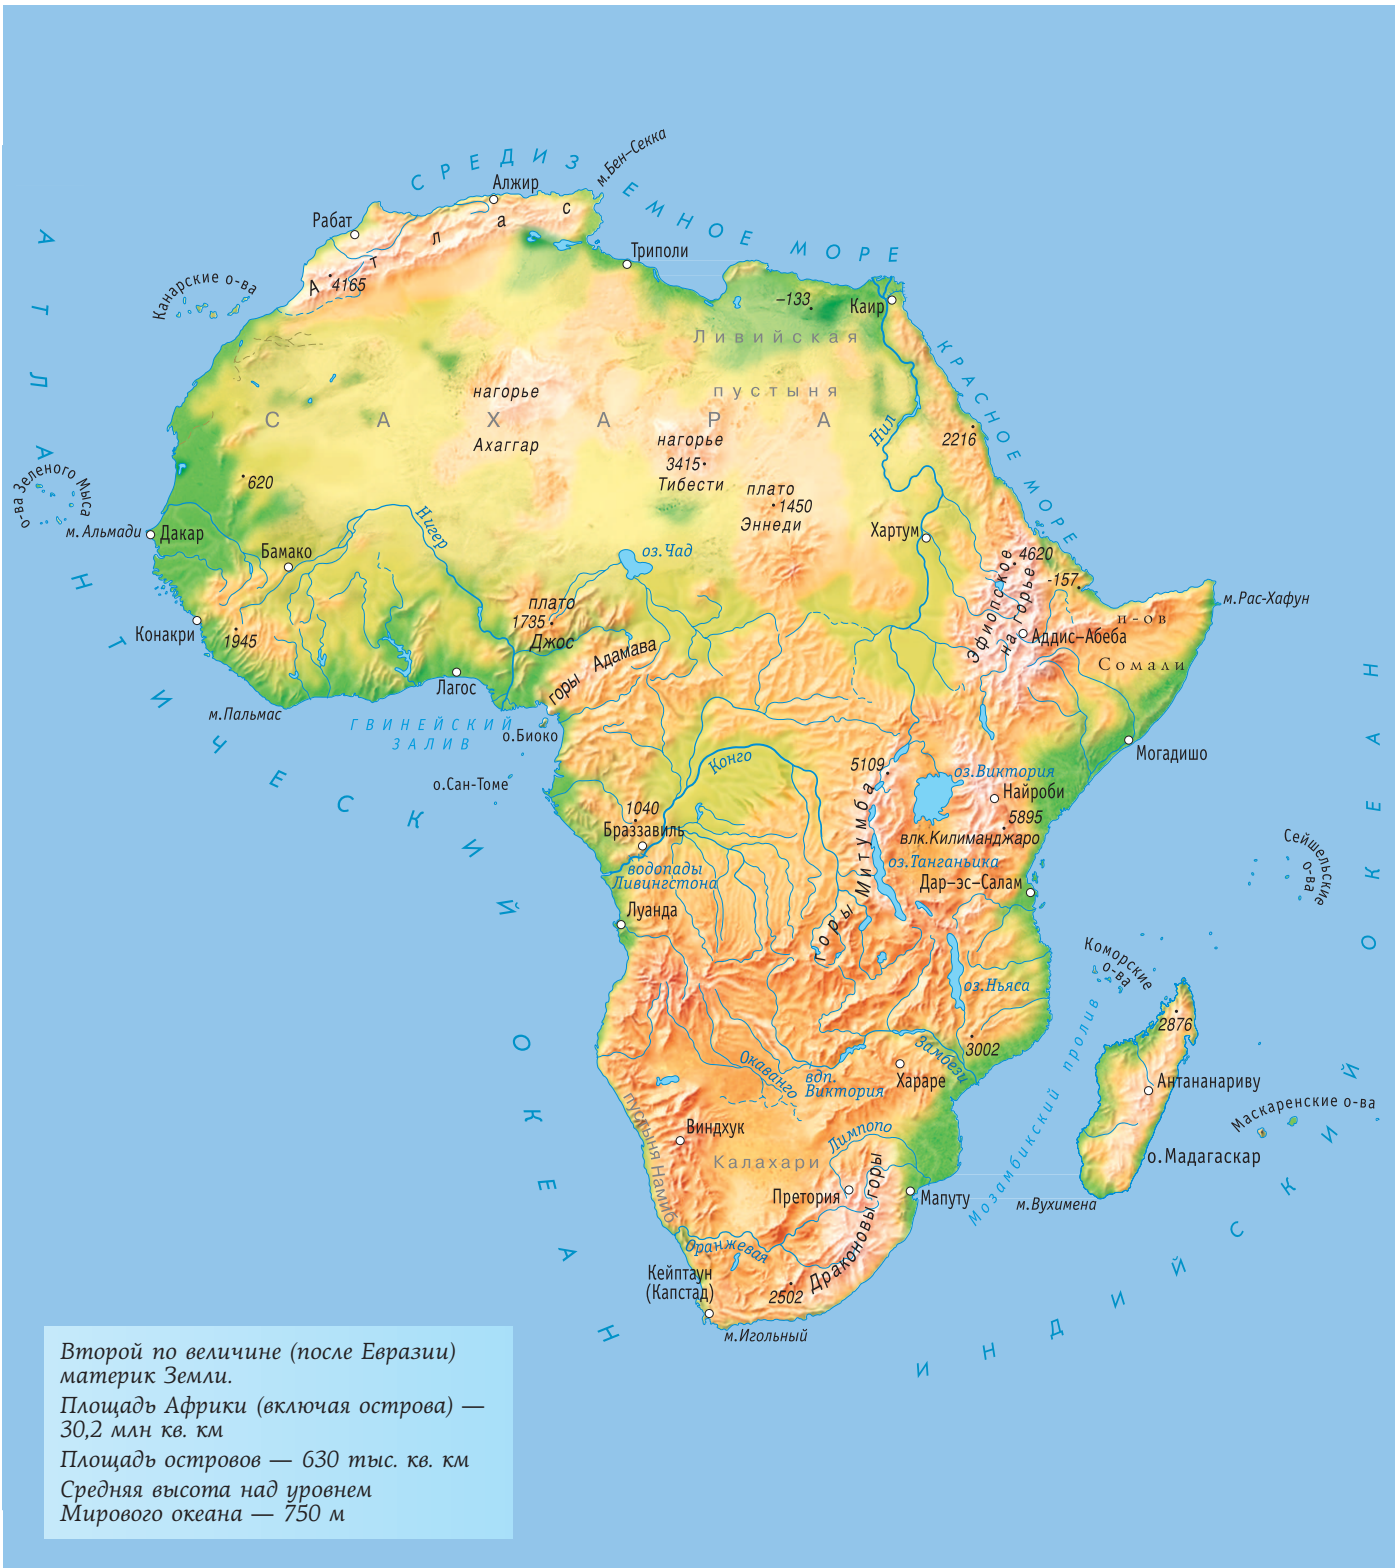 СРЕДИЗЕМНОЕ МОРЕ
м.Бен–Секка
Алжир
Рабат
Атлас
4165
Триполи
Канарские о-ва
–133
Каир
Ливийская
пустыня
КРАСНОЕ МОРЕ
нагорье
Ахаггар
САХАРА
нагорье
3415
Тибести
Нил
2216
620
плато
1450
Эннеди
о-ва Зеленого Мыса
м.Альмади
Дакар
Бамако
Нигер
оз.Чад
Хартум
4620
-157
Эфиопское
нагорье
м.Рас-Хафун
п-ов
Сомали
Аддис–Абеба
Конакри
1945
плато
1735
Джос
горы Адамава
Лагос
м.Пальмас
ГВИНЕЙСКИЙ
ЗАЛИВ
о.Биоко
Могадишо
о.Сан-Томе
Конго
5109
оз.Виктория
Найроби
5895
влк.Килиманджаро
1040
Браззавиль
водопады
Ливингстона
горы Митумба
оз.Танганьика
Дар–эс–Салам
Сейшельские
о-ва
Луанда
Коморские
о-ва
оз.Ньяса
2876
3002
Замбези
Окаванго
вдп.
Виктория
Хараре
Антананариву
Маскаренские о-ва
Мозамбикский пролив
пустыня Намиб
Виндхук
Лимпопо
Калахари
о.Мадагаскар
Претория
Мапуту
м.Вухимена
Драконовы горы
Оранжевая
Кейптаун
(Капстад)
2502
м.Игольный
АТЛАНТИЧЕСКИЙ ОКЕАН
ИНДИЙСКИЙ ОКЕАН
Второй по величине (после Евразии)
материк Земли.
Площадь Африки (включая острова) —
30,2 млн кв. км
Площадь островов — 630 тыс. кв. км
Средняя высота над уровнем
Мирового океана — 750 м